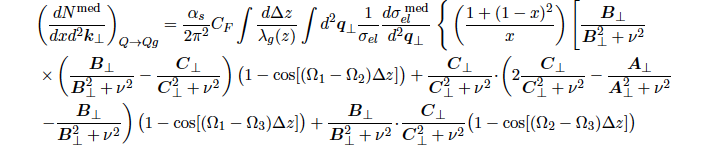 \left(\frac{dN^{\rm med}}{dxd^2\boldsymbol{k}_\perp}\right)_{Q\to Qg} = \frac{\alpha_s}{2\pi^2} C_F \int \frac{d\Delta z}{\lambda_g(z)} \int d^2\boldsymbol{q}_\perp \frac{1}{\sigma_{el}} \frac{d\sigma_{el}^{\rm med}}{d^2\boldsymbol{q}_\perp} \left\{ \left(\frac{1+(1-x)^2}{x}\right) \left[ \frac{\boldsymbol{B}_\perp}{\boldsymbol{B}_\perp^2+\nu^2}
\times \left( \frac{\boldsymbol{B}_\perp}{\boldsymbol{B}_\perp^2+\nu^2} - \frac{\boldsymbol{C}_\perp}{\boldsymbol{C}_\perp^2+\nu^2} \right) \left(1-\cos[(\Omega_1-\Omega_2)\Delta z]\right) + \frac{\boldsymbol{C}_\perp}{\boldsymbol{C}_\perp^2+\nu^2} \cdot \left( 2\frac{\boldsymbol{C}_\perp}{\boldsymbol{C}_\perp^2+\nu^2} - \frac{\boldsymbol{A}_\perp}{\boldsymbol{A}_\perp^2+\nu^2}
- \frac{\boldsymbol{B}_\perp}{\boldsymbol{B}_\perp^2+\nu^2} \right) \left(1-\cos[(\Omega_1-\Omega_3)\Delta z]\right) + \frac{\boldsymbol{B}_\perp}{\boldsymbol{B}_\perp^2+\nu^2} \cdot \frac{\boldsymbol{C}_\perp}{\boldsymbol{C}_\perp^2+\nu^2} \left(1-\cos[(\Omega_2-\Omega_3)\Delta z]\right)